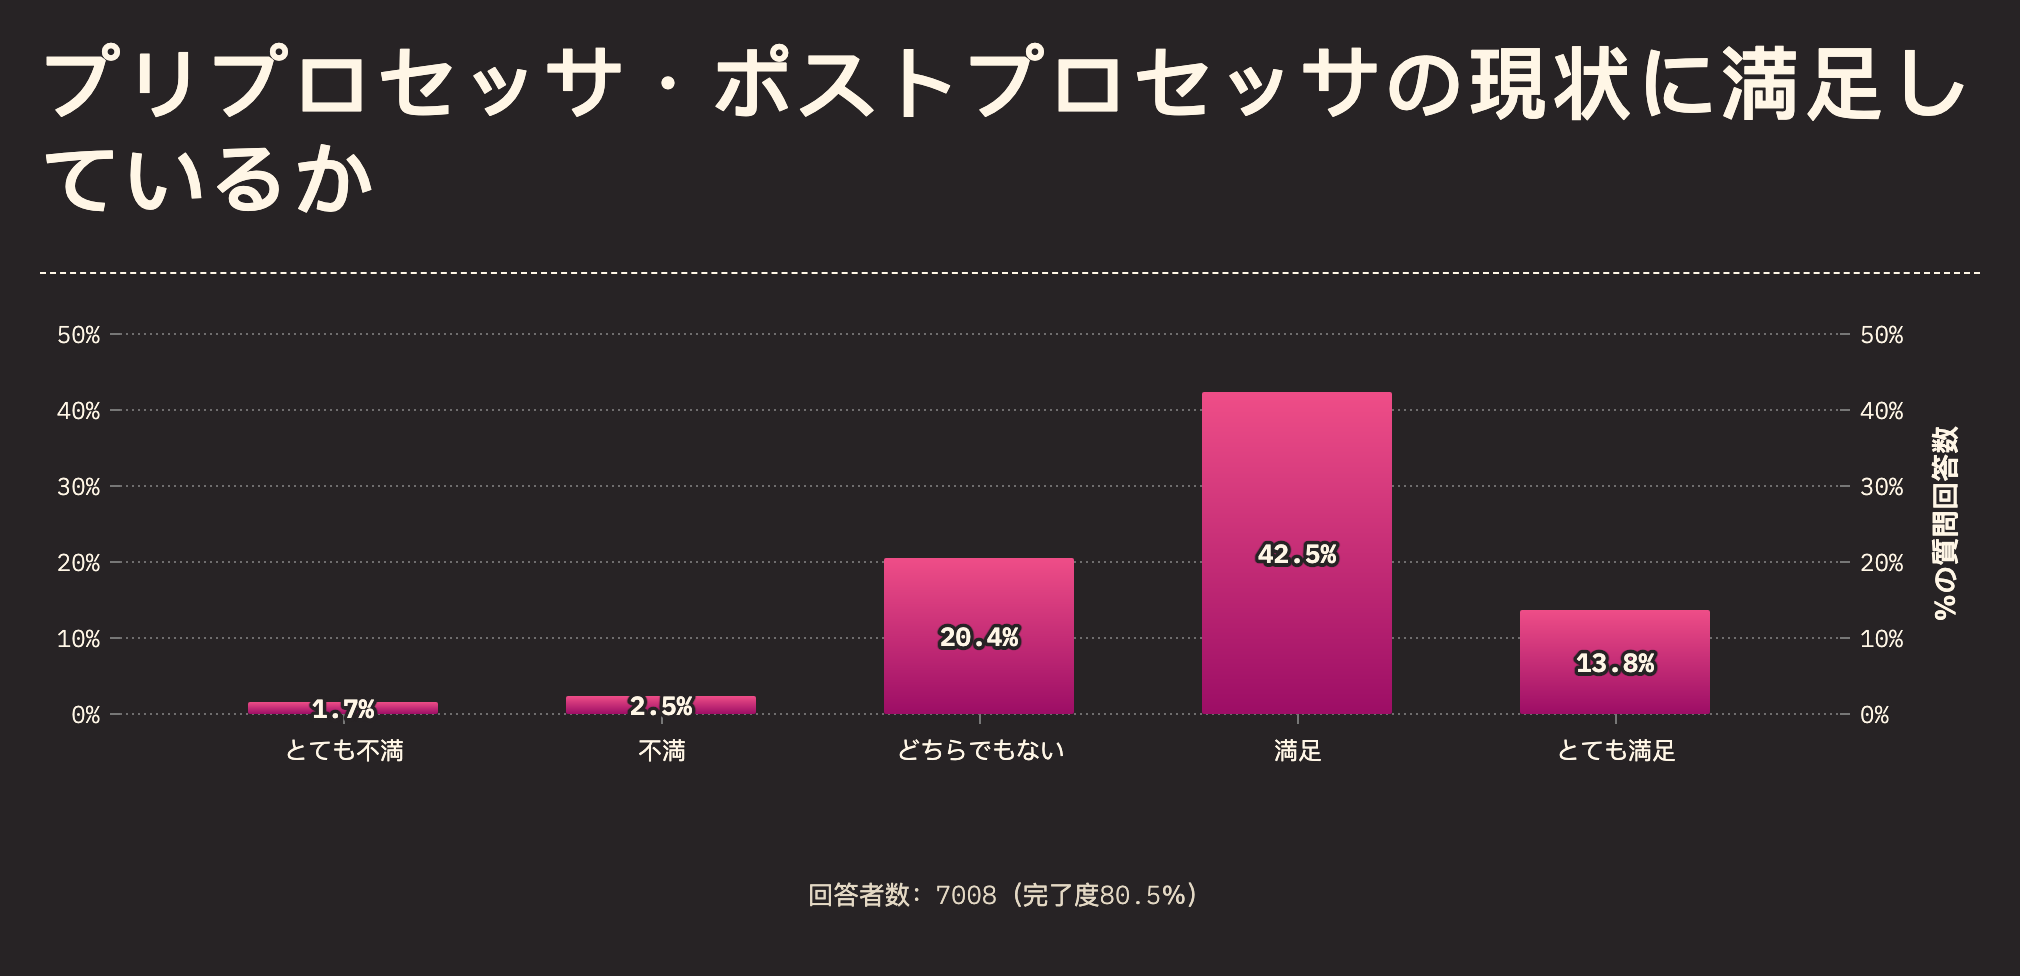 プリプロセッサ・ポストプロセッサの現状に満足し
ているか
50%
40%
30%
20%
10%
0%
50%
40%
30%
20%
10%
0%
%の質問回答数
1.7%
2.5%
20.4%
42.5%
13.8%
とても不満
不満
どちらでもない
満足
とても満足
回答者数: 7008 (完了度80.5%)